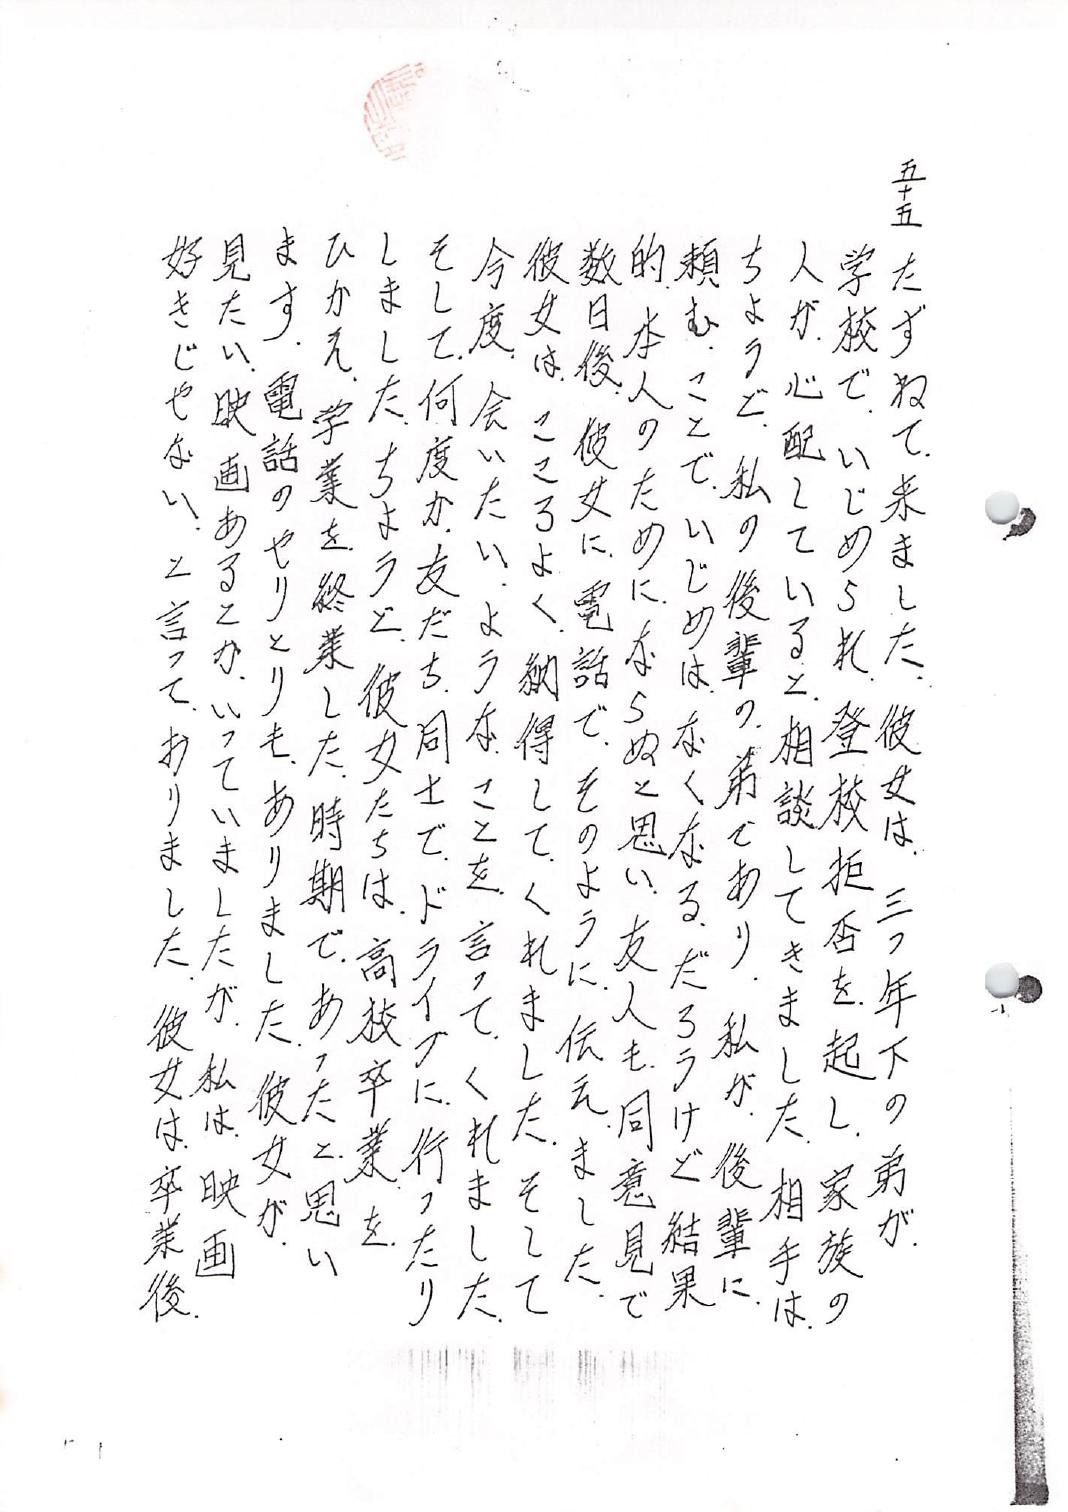 五十五
たずねて、来ました、彼女は、三つ年下の弟が、
学校で、いじめられ、登校拒否を、起し、家族の
人が、心配していると、相談してきました、相手は、
ちょうど、私の後輩の、弟であり、私が、後輩に、
頼む、ことで、いじめは、なくなる、だろうけど、結果
的、本人のために、ならぬと思い、友人も、同意見で
数日後、彼女に、電話で、そのように、伝えました、
彼女は、こころよく、納得して、くれました、そして
今度、会いたい、ような、ことを、言って、くれました、
そして、何度か、友だち、同士で、ドライブに、行ったり
しました、ちょうど、彼女たちは、高校卒業、を、
ひかえ、学業を、終業した、時期で、あったと、思い
ます、電話のやりとりも、ありました、彼女が、
見たい、映画あるとか、いっていましたが、私は、映画
好きじゃない、と言って、おりました、彼女は、卒業後、